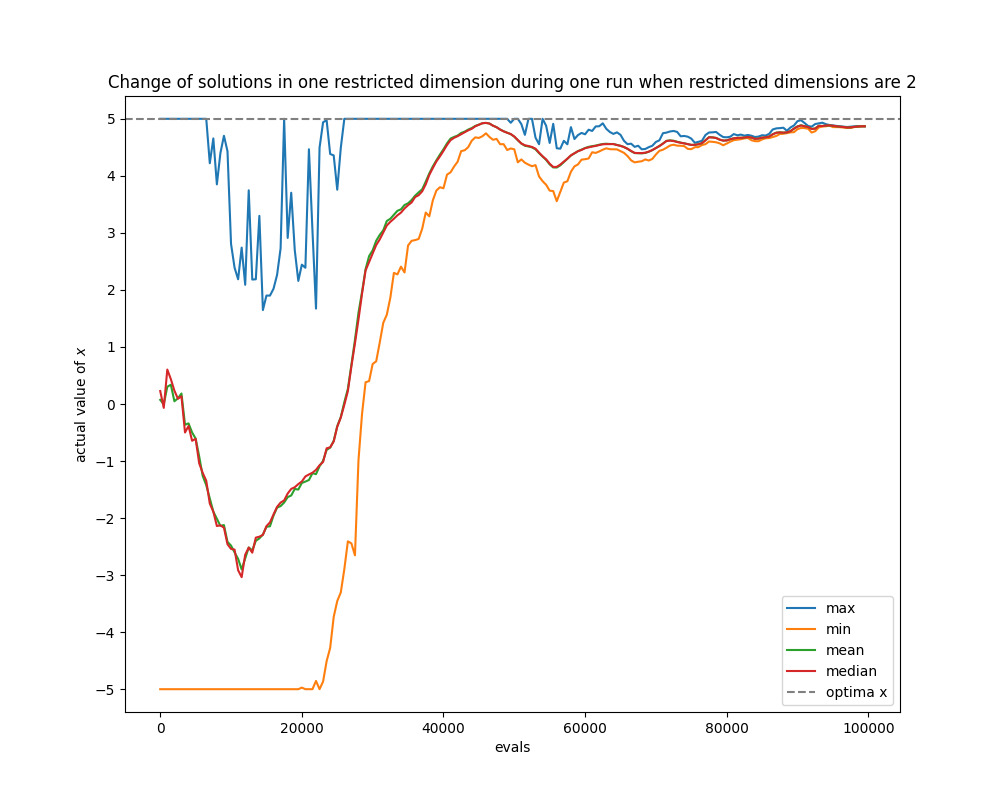 Change of solutions in one restricted dimension during one run when restricted dimensions are 2
5
4
3
2
1
0
−1
−2
−3
−4
−5
actual value of x
0
20000
40000
60000
80000
100000
evals
max
min
mean
median
optima x